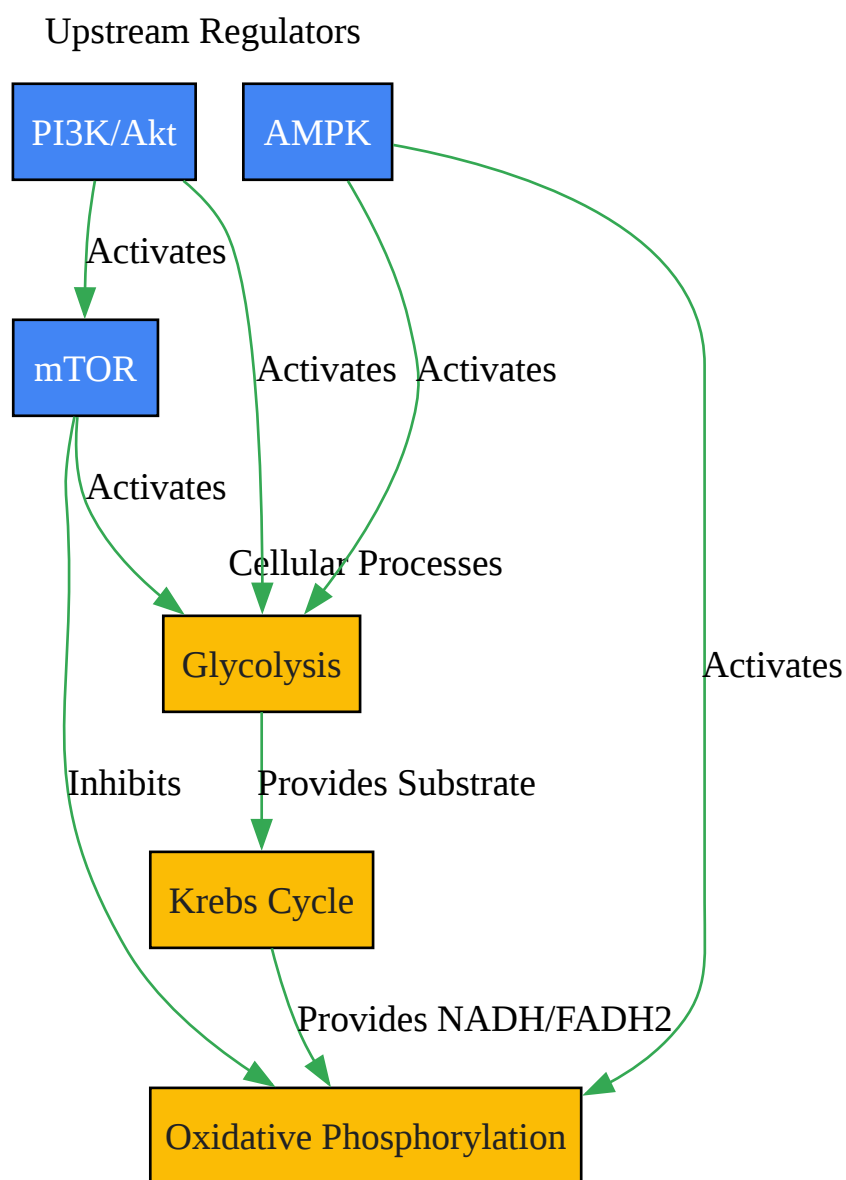 Upstream Regulators
PI3K/Akt
AMPK
Activates
mTOR
Activates
Activates
Activates
Cellular Processes
Glycolysis
Activates
Inhibits
Provides Substrate
Krebs Cycle
Provides NADH/FADH2
Oxidative Phosphorylation